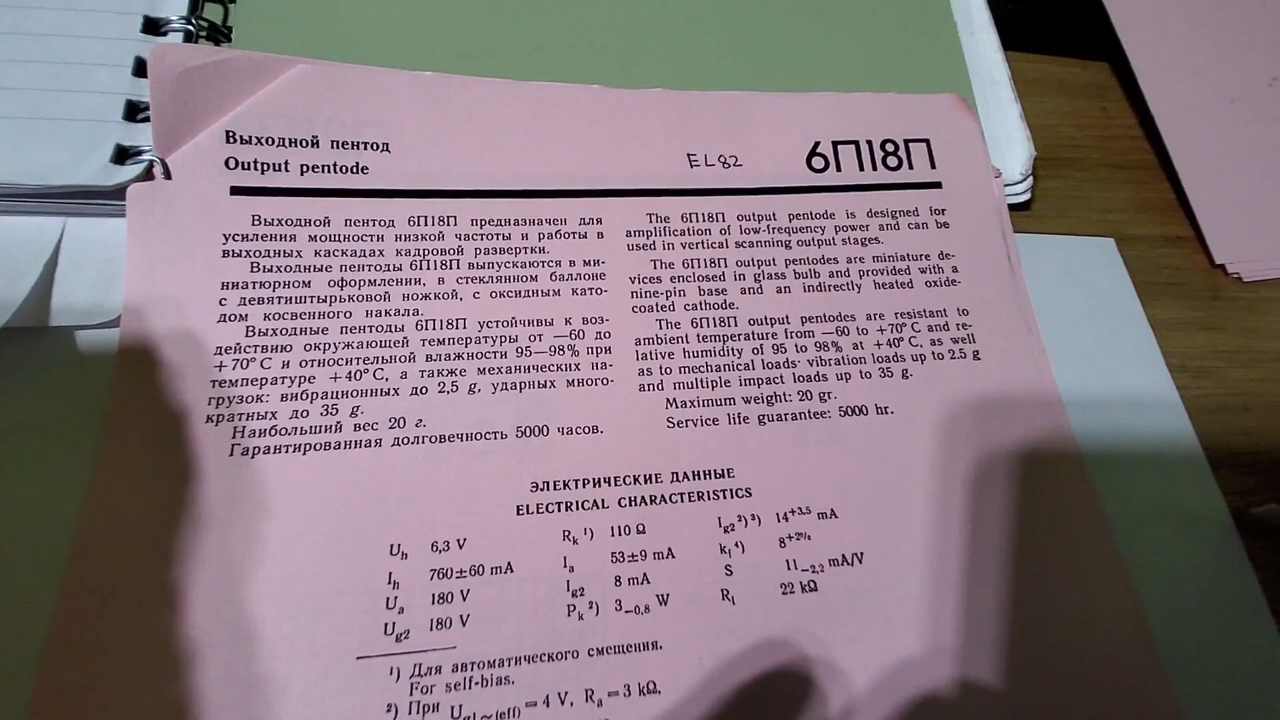 Выходной пентод
Output pentode
EL82
6П18П
Выходной пентод 6П18П предназначен для
усиления мощности низкой частоты и работы в
выходных каскадах кадровой развертки.
Выходные пентоды 6П18П выпускаются в ми-
ниатюрном оформлении, в стеклянном баллоне
с девятиштырьковой ножкой, с оксидным като-
дом косвенного накала.
Выходные пентоды 6П18П устойчивы к воз-
действию окружающей температуры от —60 до
+70° С и относительной влажности 95—98% при
температуре +40° С, а также механических на-
грузок: вибрационных до 2,5 g, ударных много-
кратных до 35 g.
Наибольший вес 20 г.
Гарантированная долговечность 5000 часов.
The 6П18П output pentode is designed for
amplification of low-frequency power and can be
used in vertical scanning output stages.
The 6П18П output pentodes are miniature de-
vices enclosed in glass bulb and provided with a
nine-pin base and an indirectly heated oxide-
coated cathode.
The 6П18П output pentodes are resistant to
ambient temperature from —60 to +70° C and re-
lative humidity of 95 to 98% at +40° C, as well
as to mechanical loads· vibration loads up to 2.5 g
and multiple impact loads up to 35 g.
Maximum weight: 20 gr.
Service life guarantee: 5000 hr.
ЭЛЕКТРИЧЕСКИЕ ДАННЫЕ
ELECTRICAL CHARACTERISTICS
Uh 6,3 V
Ih 760±60 mA
Ua 180 V
Ug2 180 V
Rk ¹) 110 Ω
Ia 53±9 mA
Ig2 8 mA
Pk ²) 3−0,8 W
Ig2 ²) ³) 14+3,5 mA
kf ⁴) 8+2%
S 11−2,2 mA/V
Ri 22 kΩ
¹) Для автоматического смещения.
For self-bias.
²) При Ug1~(eff) = 4 V, Ra = 3 kΩ.